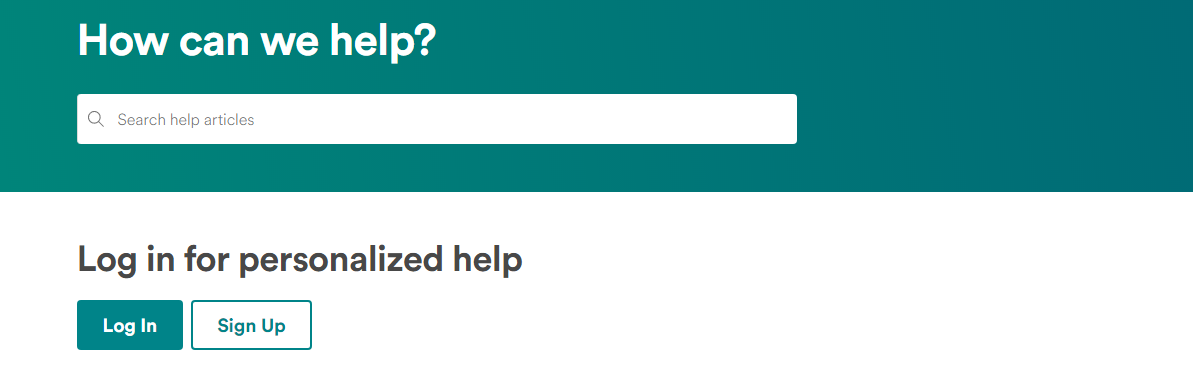 How can we help?
Search help articles
Log in for personalized help
Log In
Sign Up